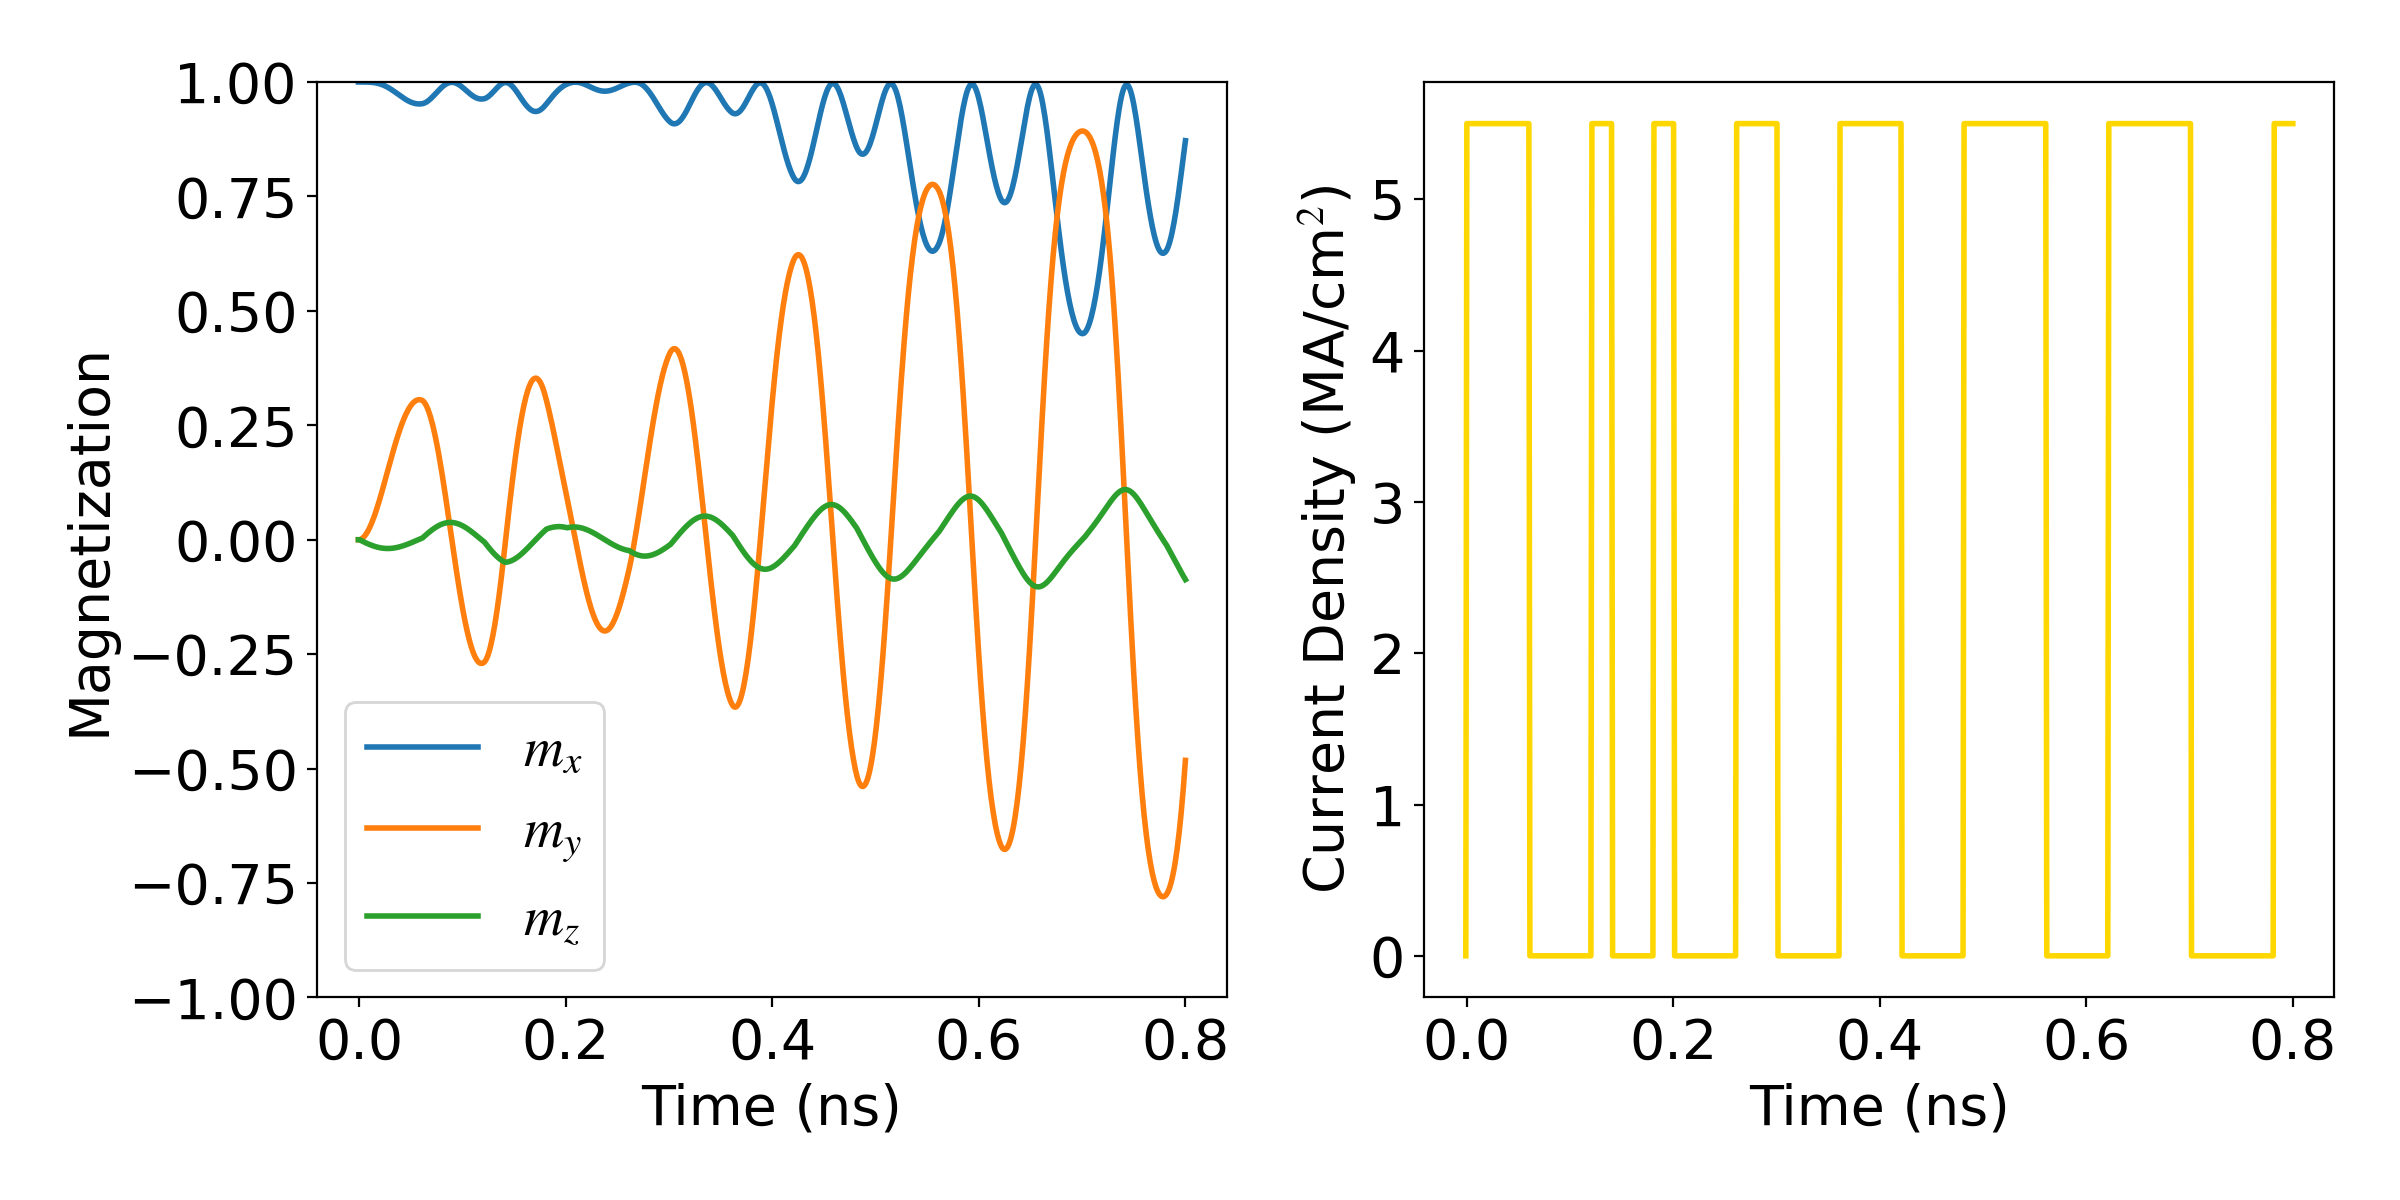 1.00
0.75
0.50
0.25
0.00
−0.25
−0.50
−0.75
−1.00
Magnetization
m_x
m_y
m_z
0.0 0.2 0.4 0.6 0.8
Time (ns)
5
4
3
2
1
0
Current Density (MA/cm²)
0.0 0.2 0.4 0.6 0.8
Time (ns)